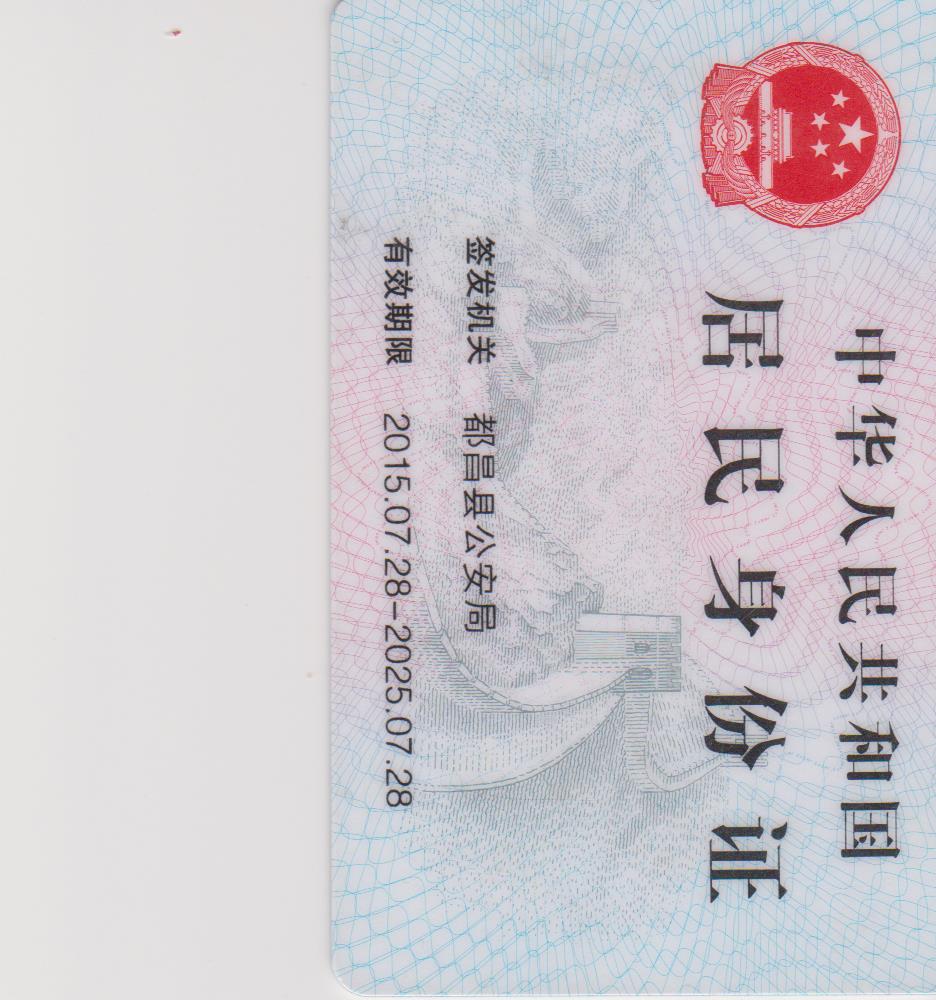 中华人民共和国
居民身份证
签发机关 都昌县公安局
有效期限 2015.07.28-2025.07.28